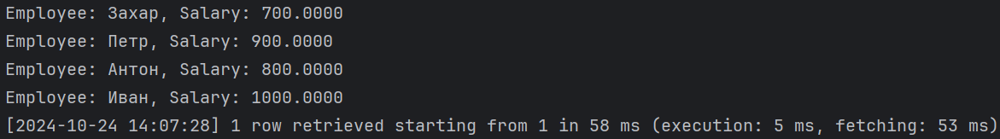 Employee: Захар, Salary: 700.0000
Employee: Петр, Salary: 900.0000
Employee: Антон, Salary: 800.0000
Employee: Иван, Salary: 1000.0000
[2024-10-24 14:07:28] 1 row retrieved starting from 1 in 58 ms (execution: 5 ms, fetching: 53 ms)